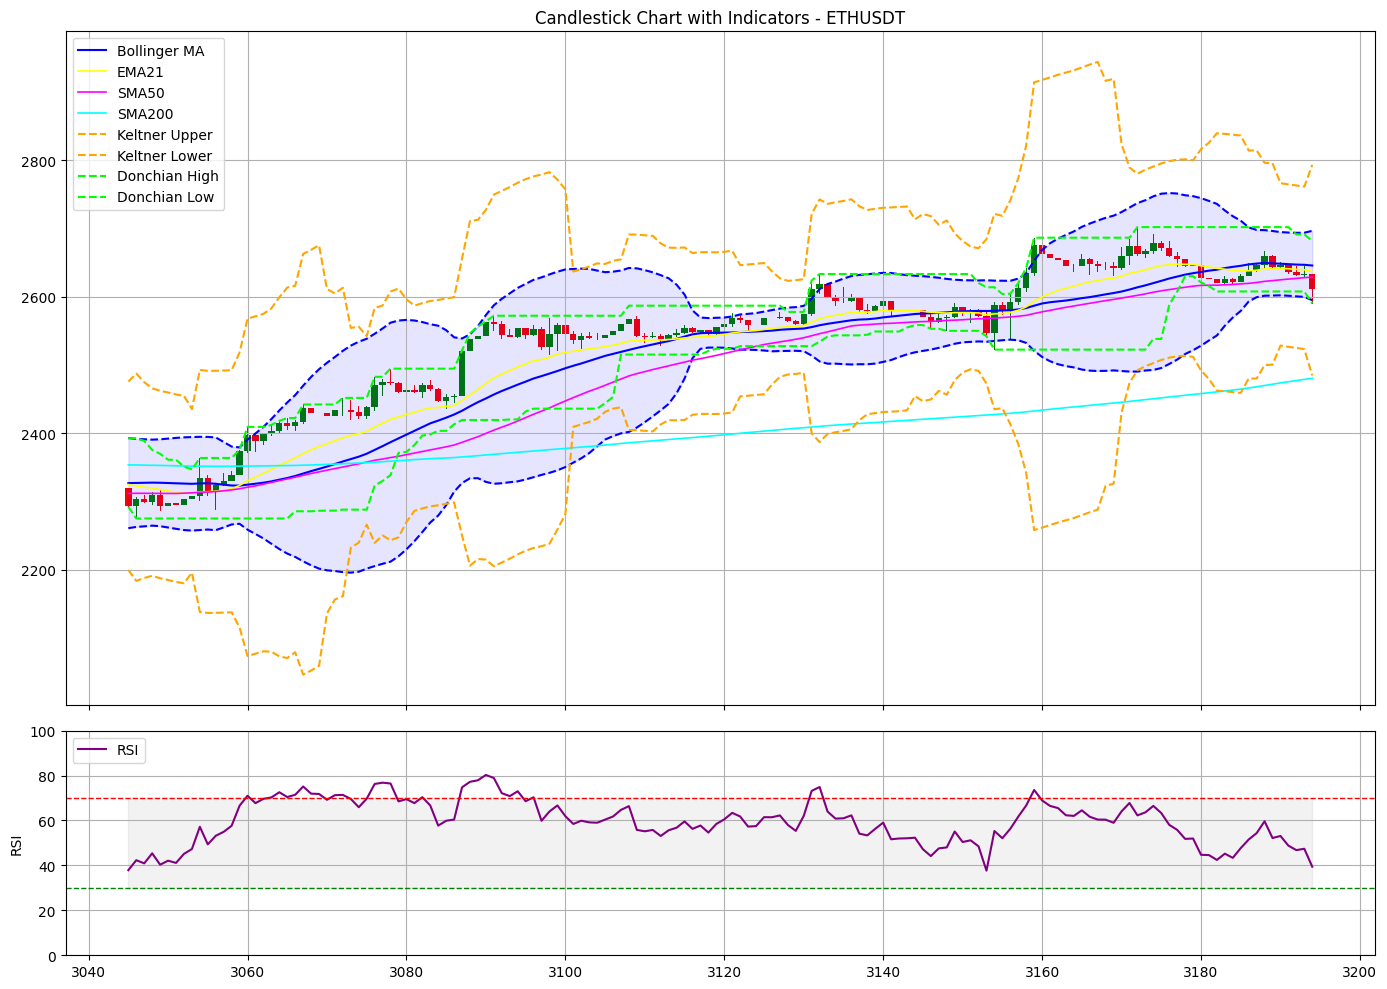 Candlestick Chart with Indicators - ETHUSDT
Bollinger MA
EMA21
SMA50
SMA200
Keltner Upper
Keltner Lower
Donchian High
Donchian Low
2800
2600
2400
2200
RSI
100
80
60
40
20
0
RSI
3040 3060 3080 3100 3120 3140 3160 3180 3200